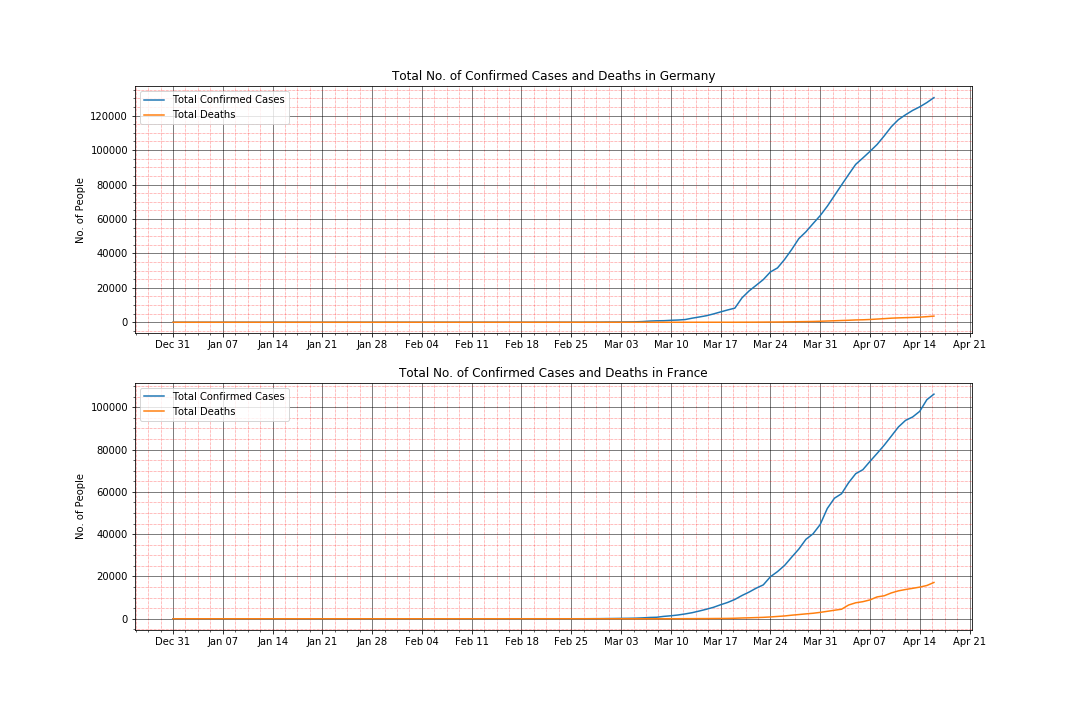 Total No. of Confirmed Cases and Deaths in Germany
Total Confirmed Cases
Total Deaths
No. of People
120000
100000
80000
60000
40000
20000
0
Dec 31 Jan 07 Jan 14 Jan 21 Jan 28 Feb 04 Feb 11 Feb 18 Feb 25 Mar 03 Mar 10 Mar 17 Mar 24 Mar 31 Apr 07 Apr 14 Apr 21
Total No. of Confirmed Cases and Deaths in France
Total Confirmed Cases
Total Deaths
No. of People
100000
80000
60000
40000
20000
0
Dec 31 Jan 07 Jan 14 Jan 21 Jan 28 Feb 04 Feb 11 Feb 18 Feb 25 Mar 03 Mar 10 Mar 17 Mar 24 Mar 31 Apr 07 Apr 14 Apr 21